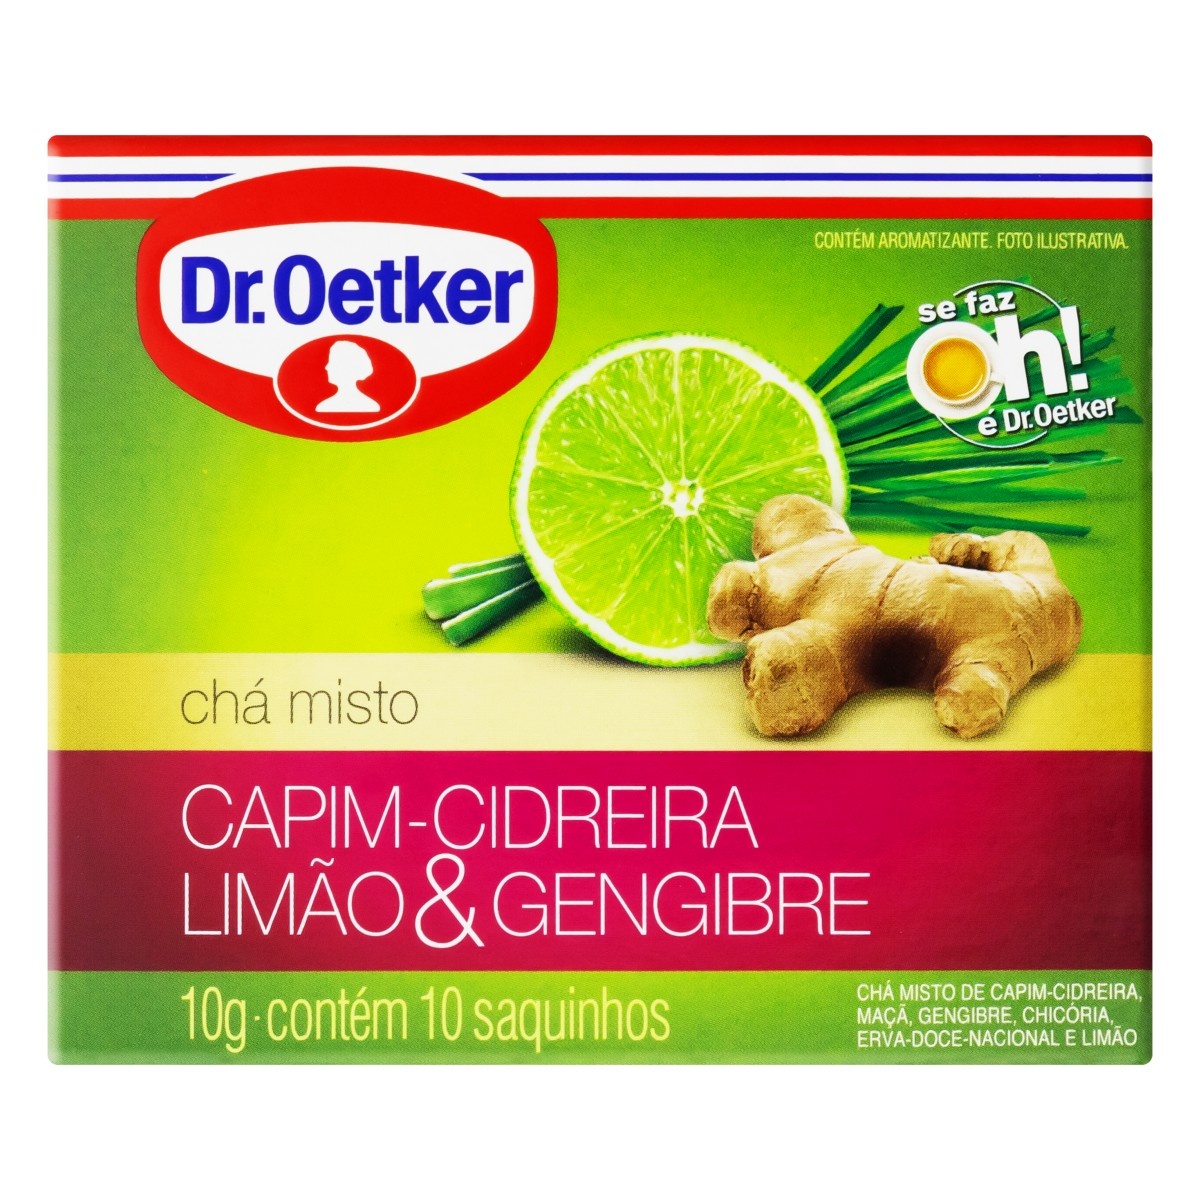 Dr.Oetker
CONTÉM AROMATIZANTE. FOTO ILUSTRATIVA.
se faz
Oh!
é Dr.Oetker
chá misto
CAPIM-CIDREIRA
LIMÃO & GENGIBRE
10g·contém 10 saquinhos
CHÁ MISTO DE CAPIM-CIDREIRA,
MAÇÃ, GENGIBRE, CHICÓRIA,
ERVA-DOCE-NACIONAL E LIMÃO